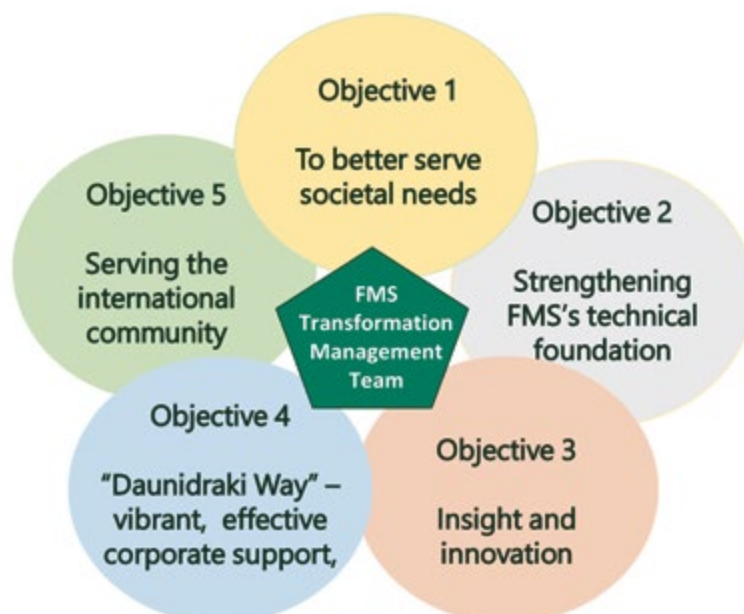 Objective 1
To better serve
societal needs
Objective 2
Strengthening
FMS's technical
foundation
Objective 3
Insight and
innovation
Objective 4
“Daunidraki Way” –
vibrant, effective
corporate support,
Objective 5
Serving the
international
community
FMS
Transformation
Management
Team